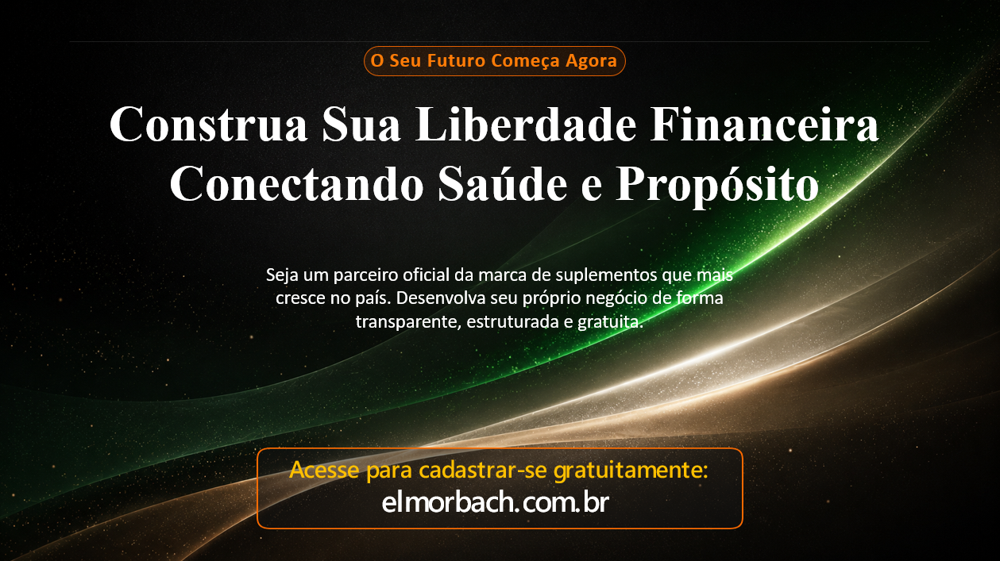 O Seu Futuro Começa Agora
Construa Sua Liberdade Financeira
Conectando Saúde e Propósito
Seja um parceiro oficial da marca de suplementos que mais
cresce no país. Desenvolva seu próprio negócio de forma
transparente, estruturada e gratuita.
Acesse para cadastrar-se gratuitamente:
elmorbach.com.br